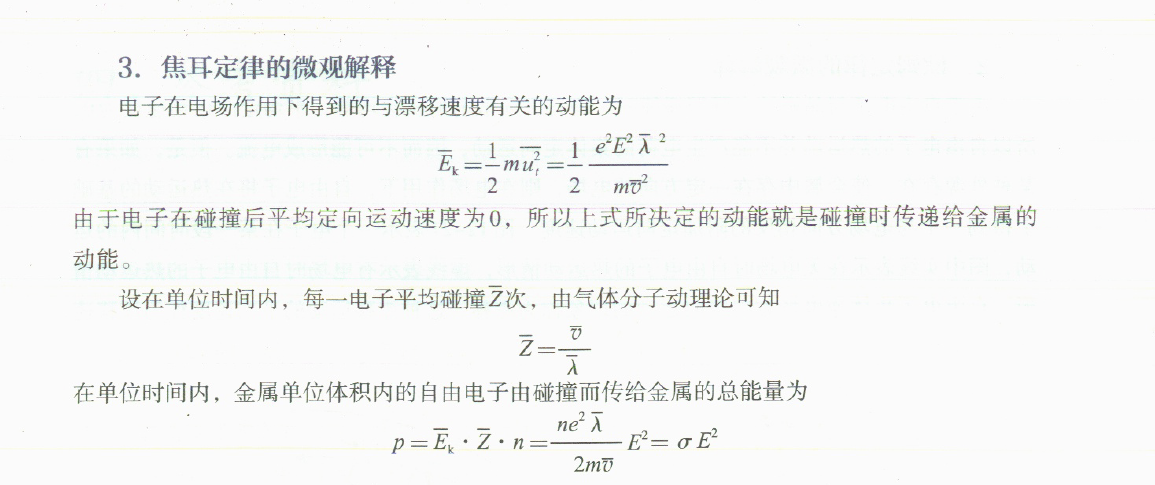 3. 焦耳定律的微观解释
电子在电场作用下得到的与漂移速度有关的动能为
$\overline{E}_k = \frac{1}{2} m \overline{u_t^2} = \frac{1}{2} \frac{e^2 E^2 \overline{\lambda}^2}{m \overline{v}^2}$
由于电子在碰撞后平均定向运动速度为0，所以上式所决定的动能就是碰撞时传递给金属的
动能。
设在单位时间内，每一电子平均碰撞$\overline{Z}$次，由气体分子动理论可知
$\overline{Z} = \frac{\overline{v}}{\overline{\lambda}}$
在单位时间内，金属单位体积内的自由电子由碰撞而传给金属的总能量为
$p = \overline{E}_k \cdot \overline{Z} \cdot n = \frac{n e^2 \overline{\lambda}}{2 m \overline{v}} E^2 = \sigma E^2$